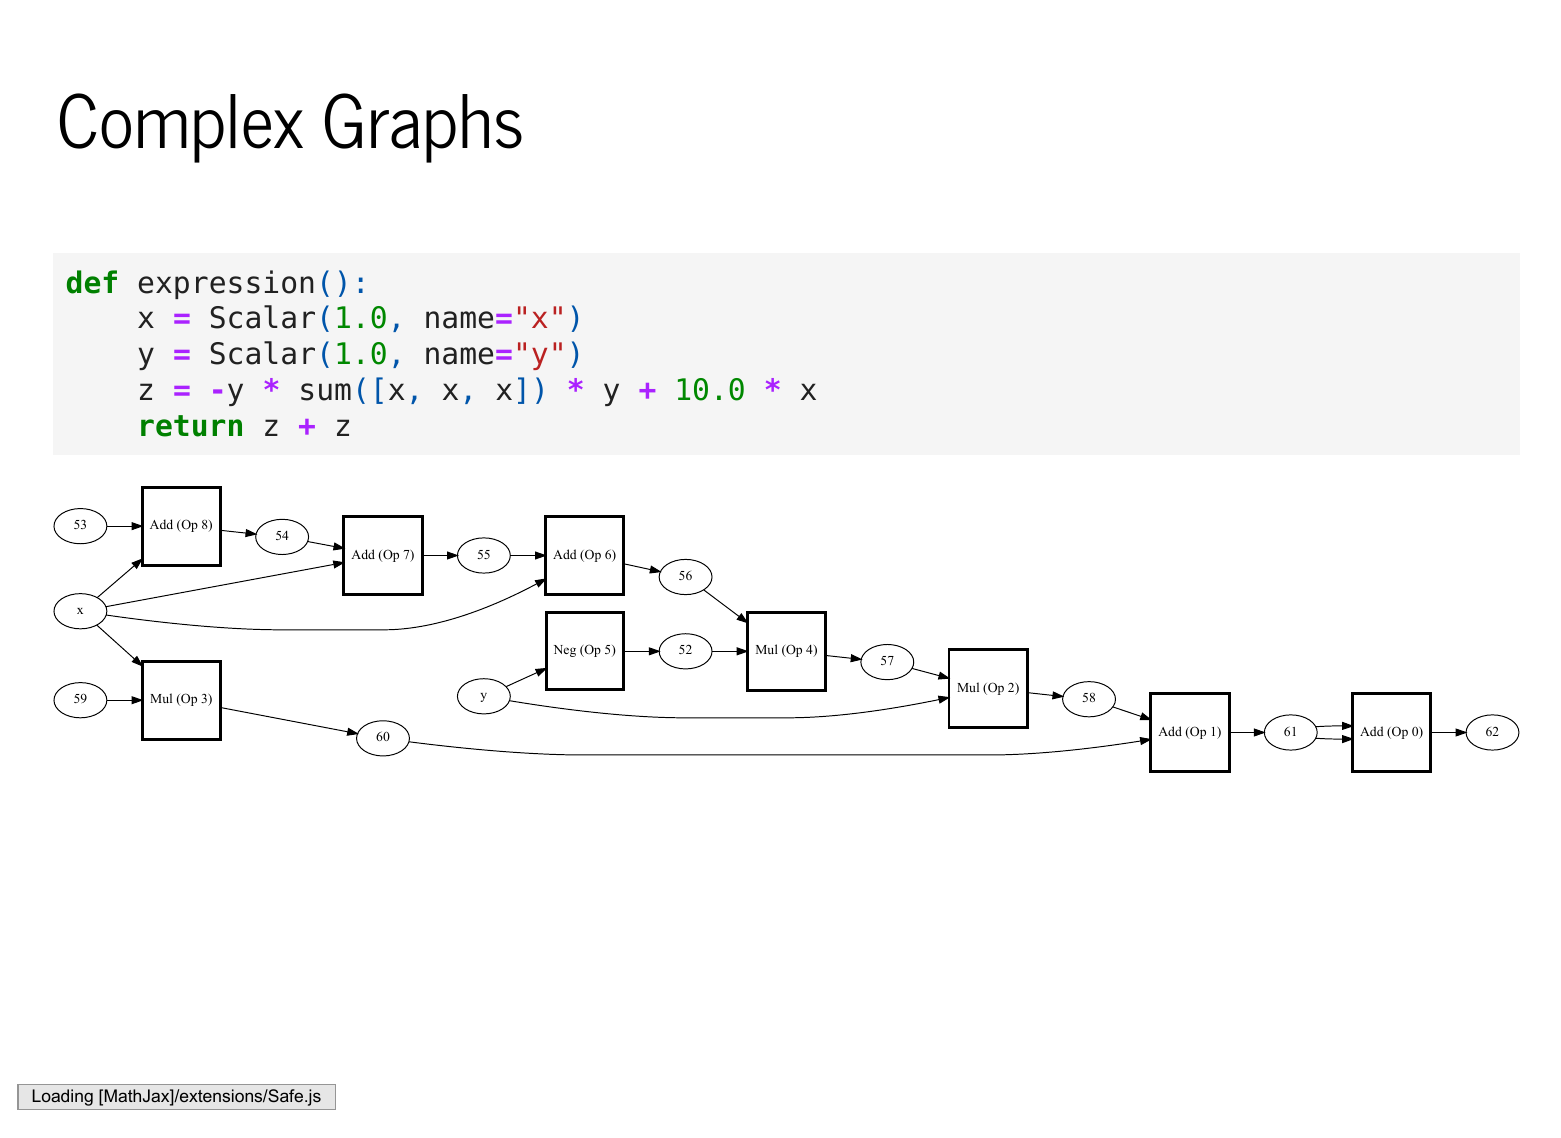 Complex Graphs
def expression():
    x = Scalar(1.0, name="x")
    y = Scalar(1.0, name="y")
    z = -y * sum([x, x, x]) * y + 10.0 * x
    return z + z
53
Add (Op 8)
54
Add (Op 7)
55
Add (Op 6)
56
x
Neg (Op 5)
52
Mul (Op 4)
57
Mul (Op 2)
58
59
Mul (Op 3)
y
60
Add (Op 1)
61
Add (Op 0)
62
Loading [MathJax]/extensions/Safe.js